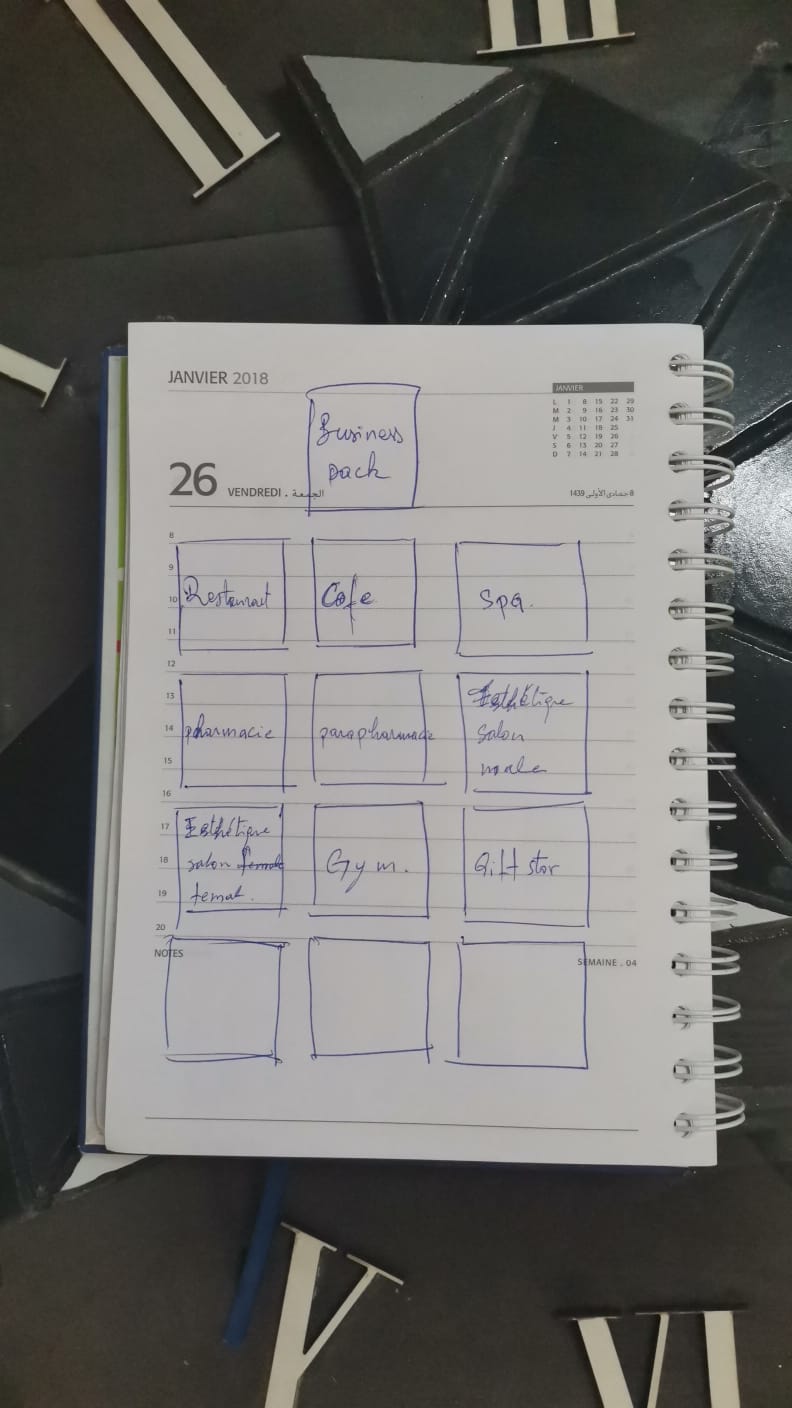 JANVIER 2018
JANVIER
L 1 8 15 22 29
M 2 9 16 23 30
M 3 10 17 24 31
J 4 11 18 25
V 5 12 19 26
S 6 13 20 27
D 7 14 21 28
Business
pack
26 VENDREDI . الجمعة
8 جمادى الأولى 1439
8
9
10
11
Restaurant
Cafe
Spa.
12
13
14
15
pharmacie
parapharmacie
Esthétique
salon
male
16
17
18
19
Esthétique
salon
femal.
Gym.
Gift stor
20
NOTES
SEMAINE . 04